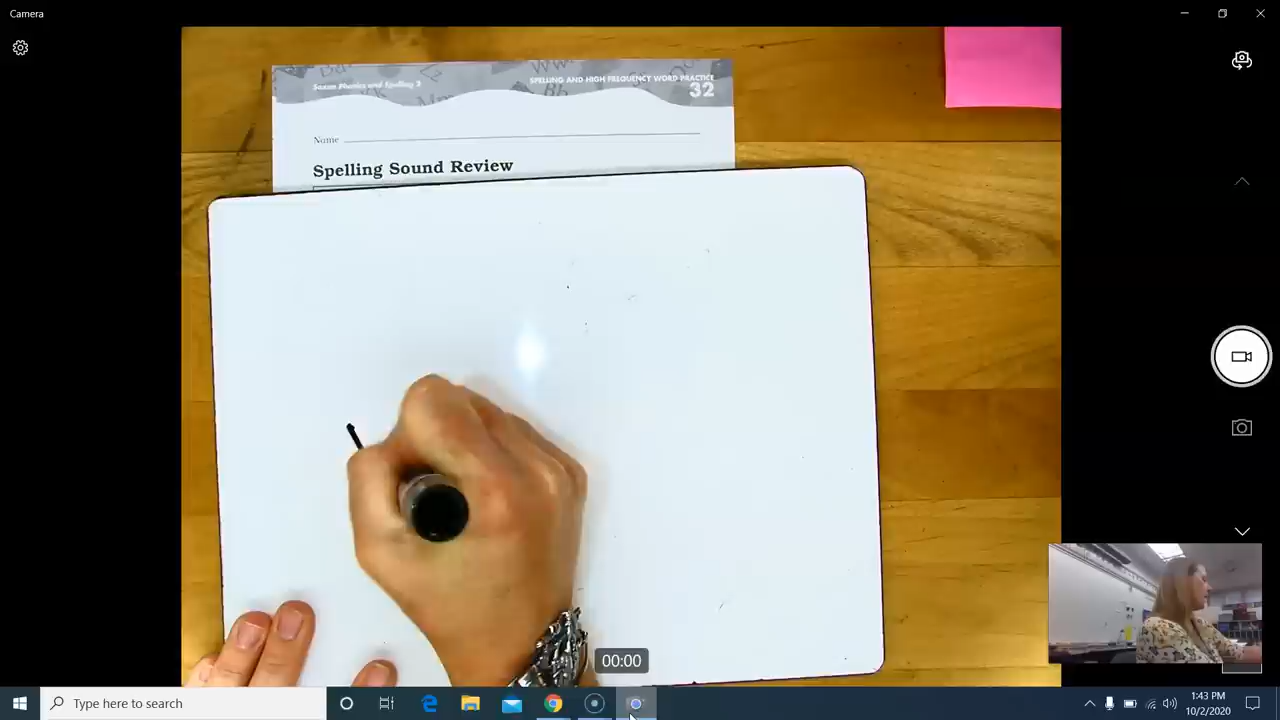 Camera
Saxon Phonics and Spelling 2
SPELLING AND HIGH FREQUENCY WORD PRACTICE
32
Name
Spelling Sound Review
00:00
Type here to search
1:43 PM
10/2/2020